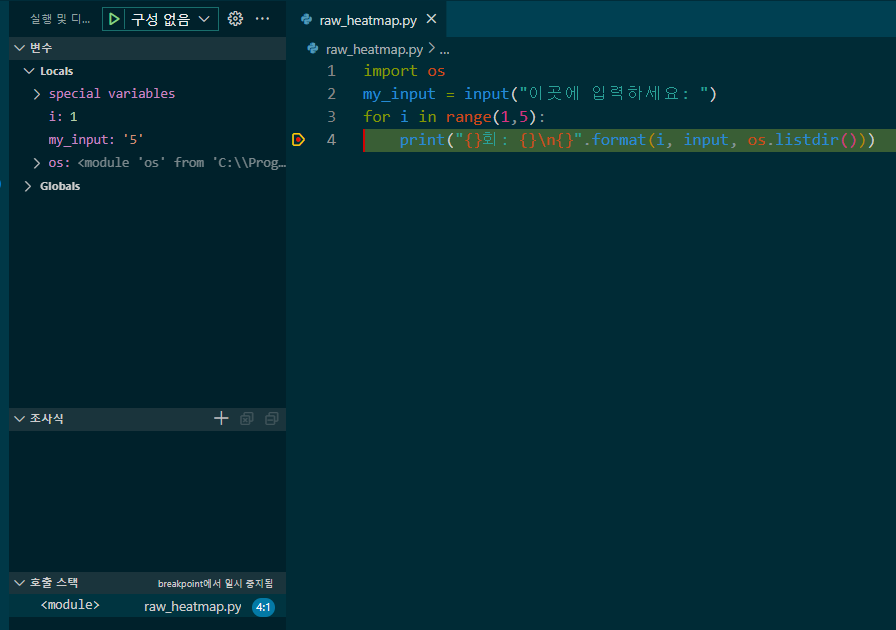 실행 및 디... 구성 없음 ...
변수
Locals
special variables
i: 1
my_input: '5'
os: <module 'os' from 'C:\\Prog...
Globals
조사식
호출 스택 breakpoint에서 일시 중지됨
<module> raw_heatmap.py 4:1
raw_heatmap.py
raw_heatmap.py > ...
1 import os
2 my_input = input("이곳에 입력하세요: ")
3 for i in range(1,5):
4 print("{}회: {}\n{}".format(i, input, os.listdir()))